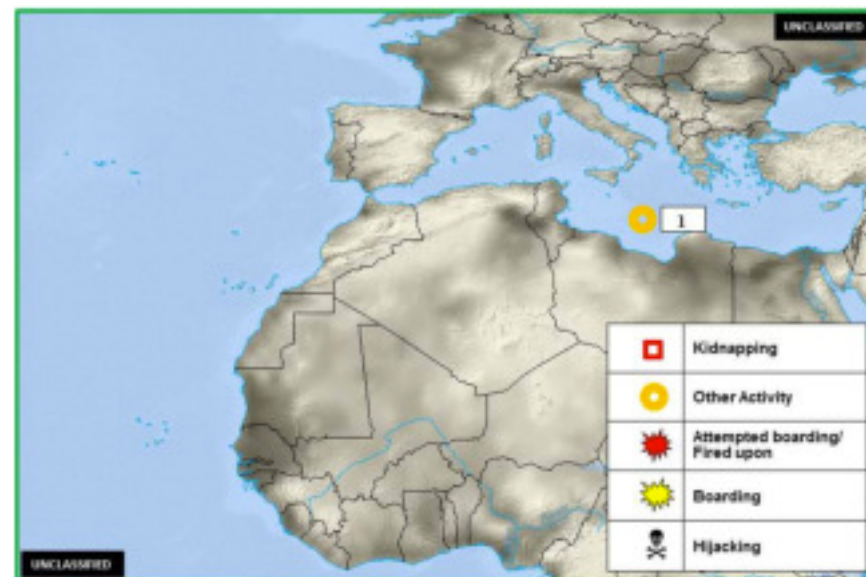 UNCLASSIFIED
1
Kidnapping
Other Activity
Attempted boarding/
Fired upon
Boarding
Hijacking
UNCLASSIFIED